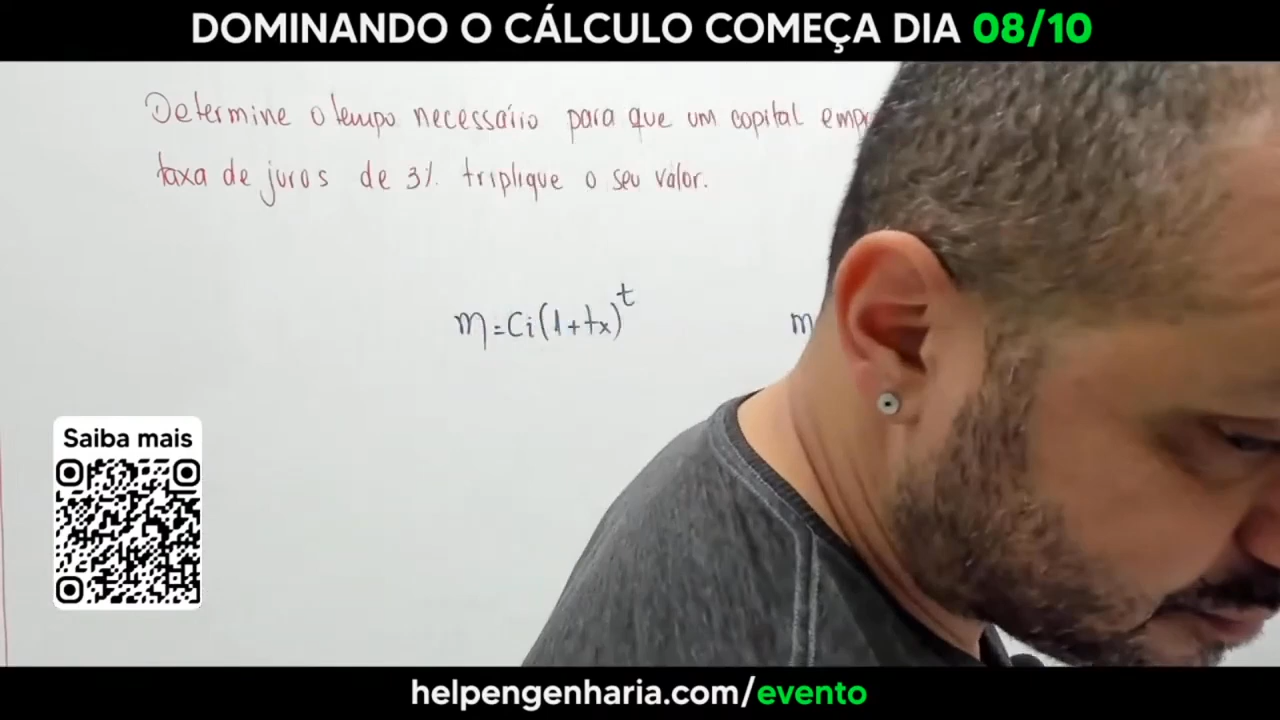 DOMINANDO O CÁLCULO COMEÇA DIA 08/10
Determine o tempo necessário para que um capital
taxa de juros de 3% triplique o seu valor.
m=Ci(1+tx)^t
m
Saiba mais
helpengenharia.com/evento